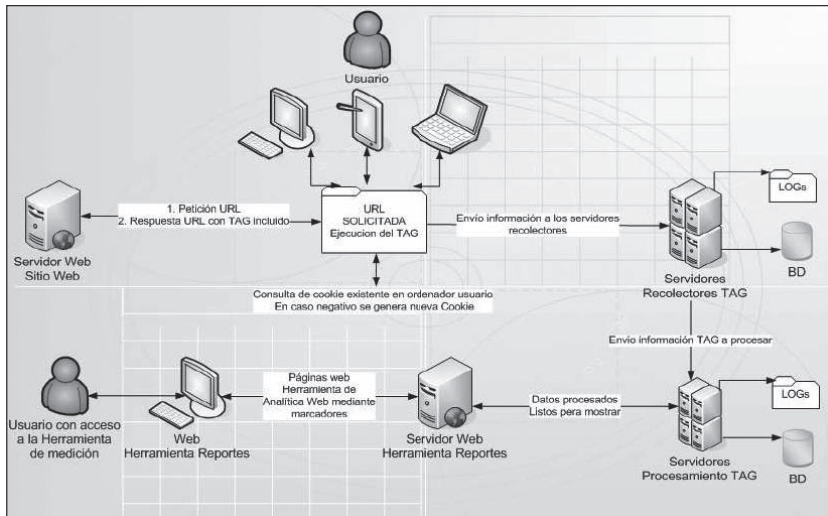 Usuario
1. Petición URL
2. Respuesta URL con TAG incluido
URL
SOLICITADA
Ejecucion del TAG
Envío información a los servidores
recolectores
LOGs
BD
Servidor Web
Sitio Web
Servidores
Recolectores TAG
Consulta de cookie existente en ordenador usuario
En caso negativo se genera nueva Cookie
Envío información TAG a procesar
Páginas web
Herramienta de
Analítica Web mediante
marcadores
Datos procesados
Listos pera mostrar
LOGs
BD
Usuario con acceso
a la Herramienta
de medición
Web
Herramienta Reportes
Servidor Web
Herramienta Reportes
Servidores
Procesamiento TAG